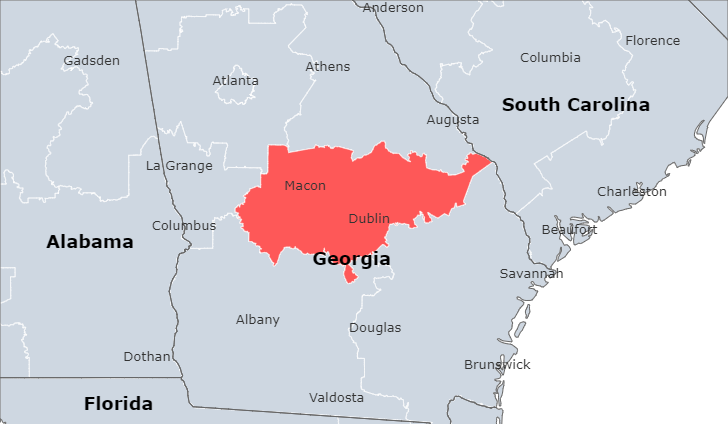 Anderson
Florence
Gadsden
Columbia
Athens
Atlanta
South Carolina
Augusta
La Grange
Macon
Charleston
Dublin
Columbus
Beaufort
Alabama
Georgia
Savannah
Albany
Douglas
Dothan
Brunswick
Valdosta
Florida